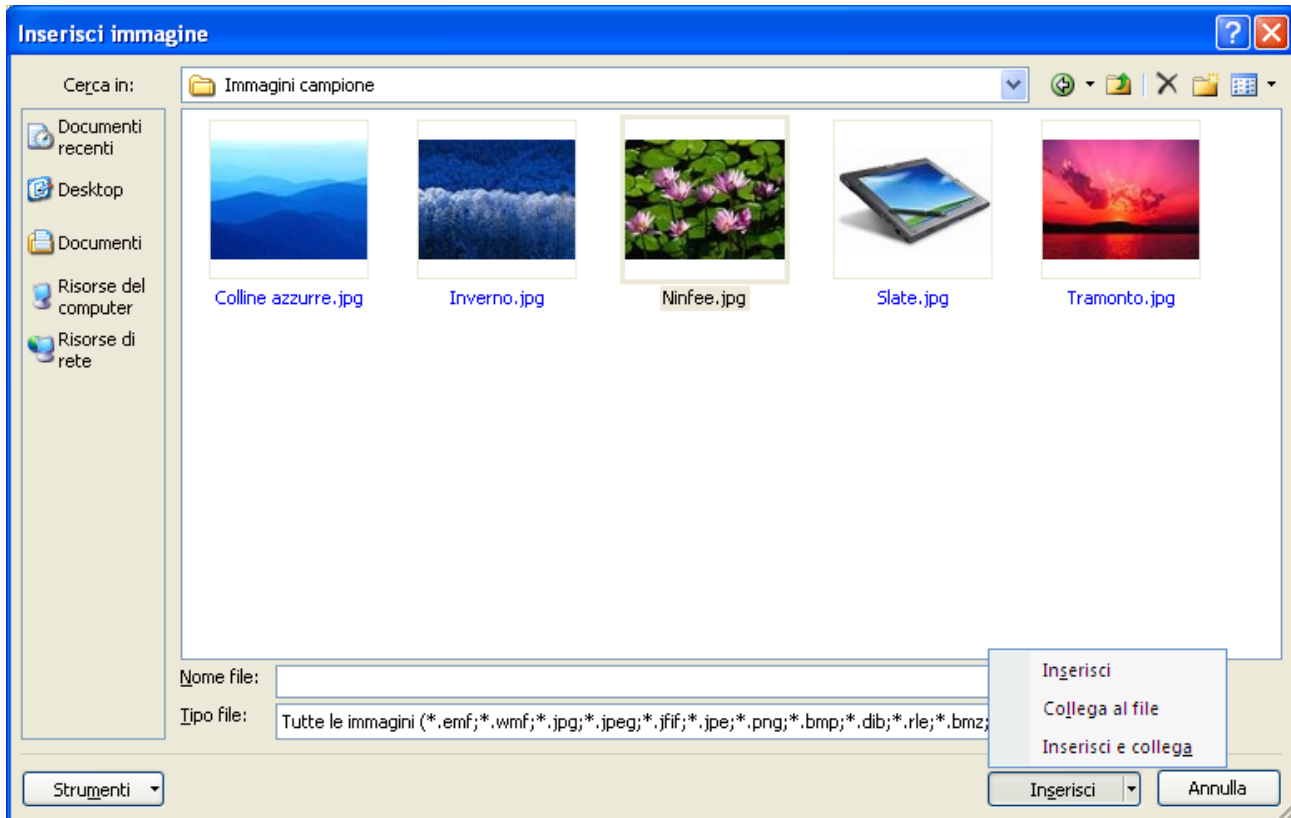 Inserisci immagine
Cerca in:
Immagini campione
Documenti
recenti
Desktop
Documenti
Risorse del
computer
Risorse di
rete
Colline azzurre.jpg
Inverno.jpg
Ninfee.jpg
Slate.jpg
Tramonto.jpg
Nome file:
Tipo file:
Tutte le immagini (*.emf;*.wmf;*.jpg;*.jpeg;*.jfif;*.jpe;*.png;*.bmp;*.dib;*.rle;*.bmz;
Inserisci
Collega al file
Inserisci e collega
Strumenti
Inserisci
Annulla